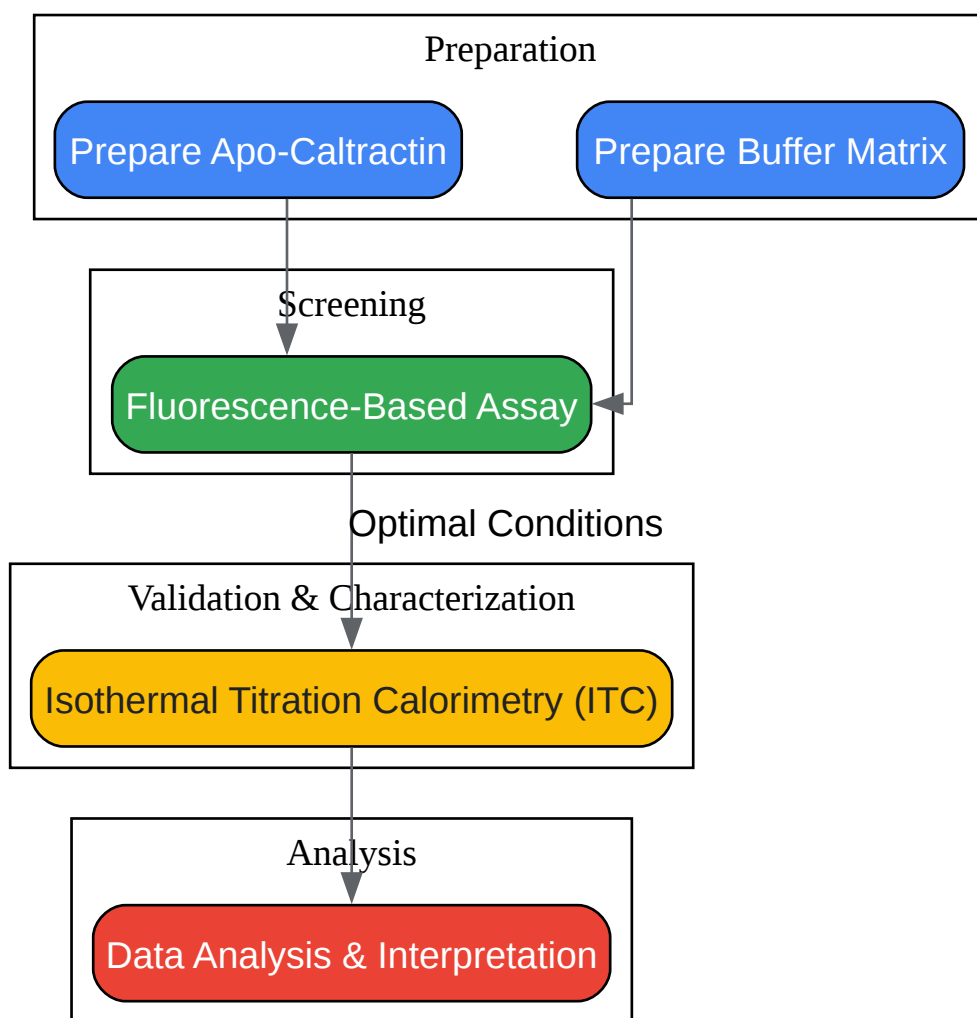 Preparation
Prepare Apo-Caltractin
Prepare Buffer Matrix
Screening
Fluorescence-Based Assay
Optimal Conditions
Validation & Characterization
Isothermal Titration Calorimetry (ITC)
Analysis
Data Analysis & Interpretation